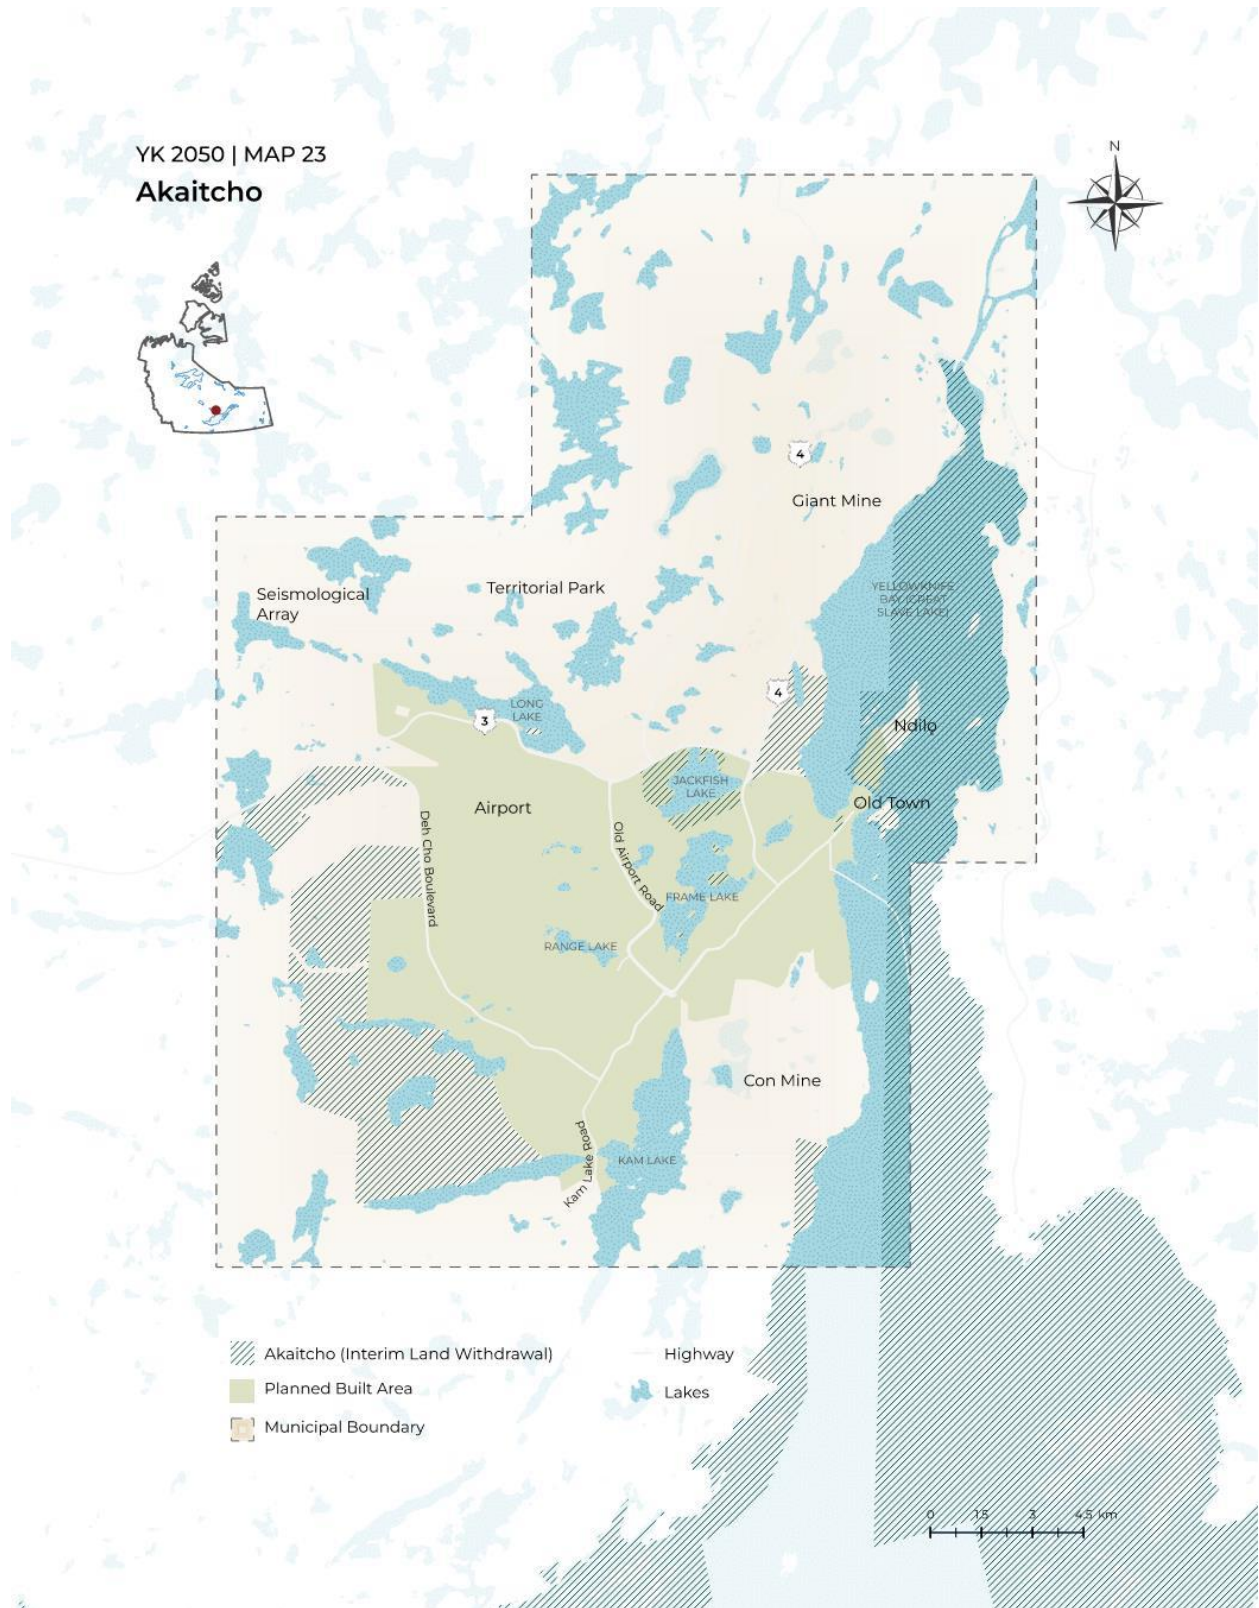 YK 2050 | MAP 23
Akaitcho
N
4
Giant Mine
YELLOWKNIFE
BAY (GREAT
SLAVE LAKE)
Seismological
Array
Territorial Park
LONG
LAKE
3
4
Ndilǫ
JACKFISH
LAKE
Airport
Old Town
Deh Cho Boulevard
Old Airport Road
FRAME LAKE
RANGE LAKE
Con Mine
KAM LAKE
Kam Lake Road
Akaitcho (Interim Land Withdrawal)
Planned Built Area
Municipal Boundary
Highway
Lakes
0 1.5 3 4.5 km